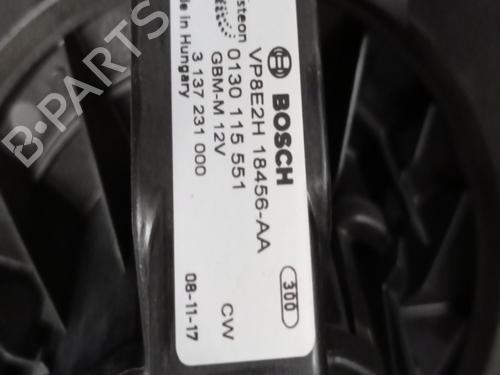 BOSCH
VP8E2H 18456-AA
0130 115 551
GBM-M 12V
3 137 231 000
steon
in Hungary
CW
300
08-11-17
B-PARTS